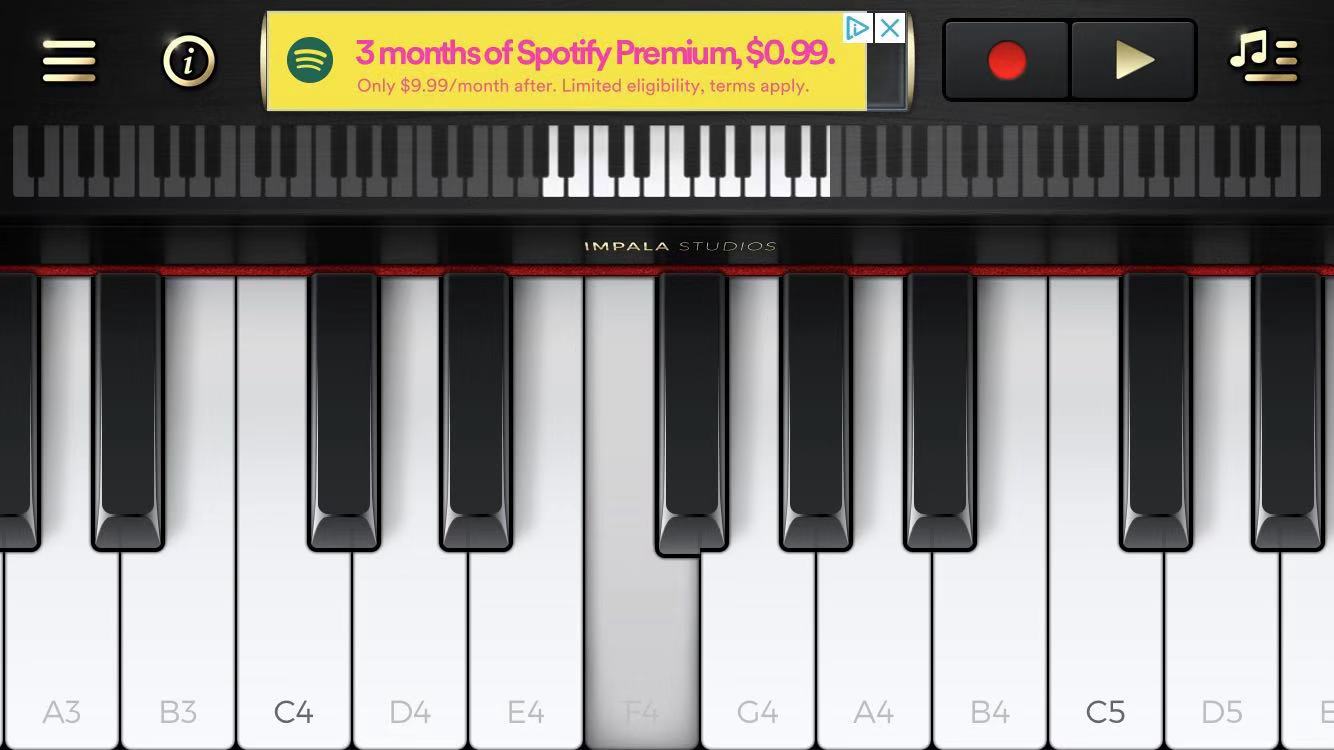 i
3 months of Spotify Premium, $0.99.
Only $9.99/month after. Limited eligibility, terms apply.
IMPALA STUDIOS
A3 B3 C4 D4 E4 F4 G4 A4 B4 C5 D5 E